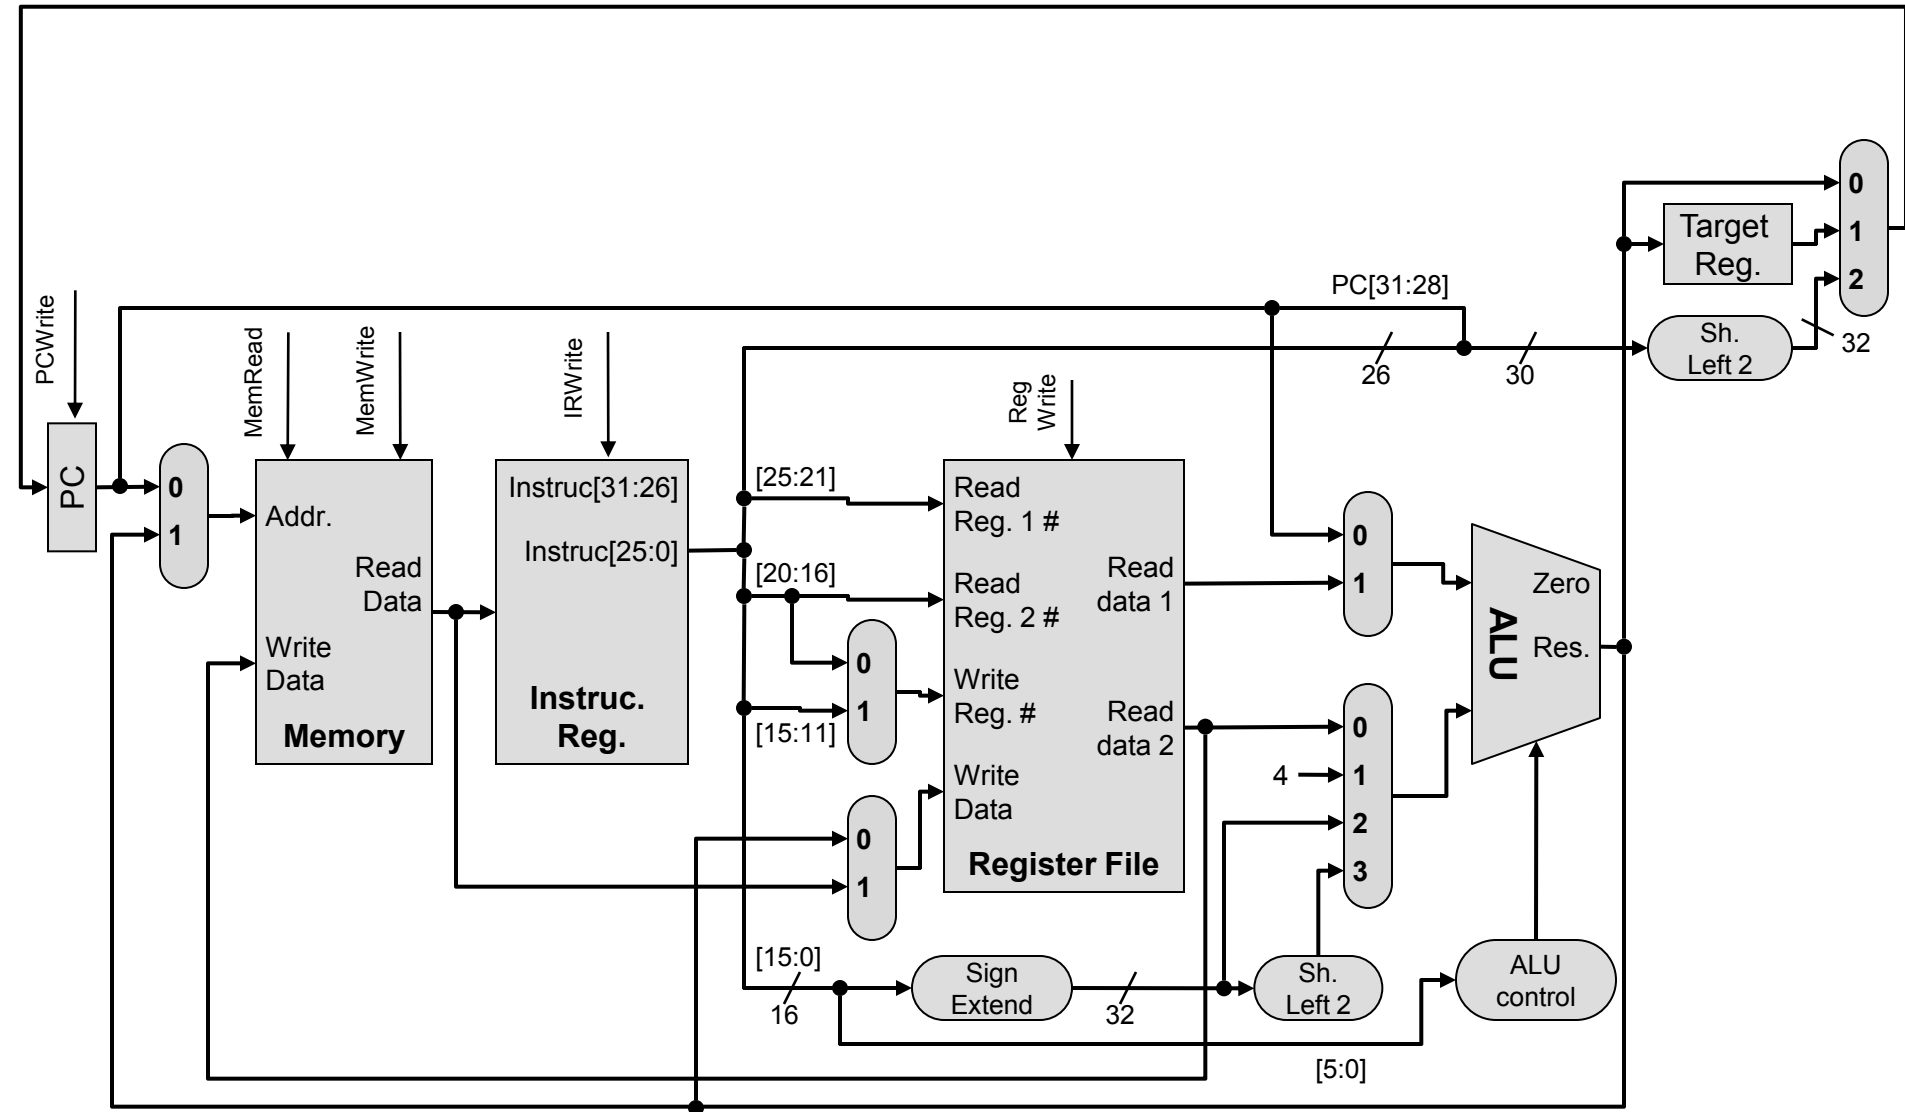 0
Target
Reg.
1
2
PC[31:28]
PCWrite
MemRead
MemWrite
IRWrite
Reg
Write
26
30
Sh.
Left 2
32
PC
0
1
Addr.
Read
Data
Write
Data
Memory
Instruc[31:26]
Instruc[25:0]
Instruc.
Reg.
[25:21]
[20:16]
[15:11]
0
1
0
1
Read
Reg. 1 #
Read
Reg. 2 #
Write
Reg. #
Write
Data
Read
data 1
Read
data 2
Register File
0
1
0
4
1
2
3
ALU
Zero
Res.
[15:0]
16
Sign
Extend
32
Sh.
Left 2
ALU
control
[5:0]